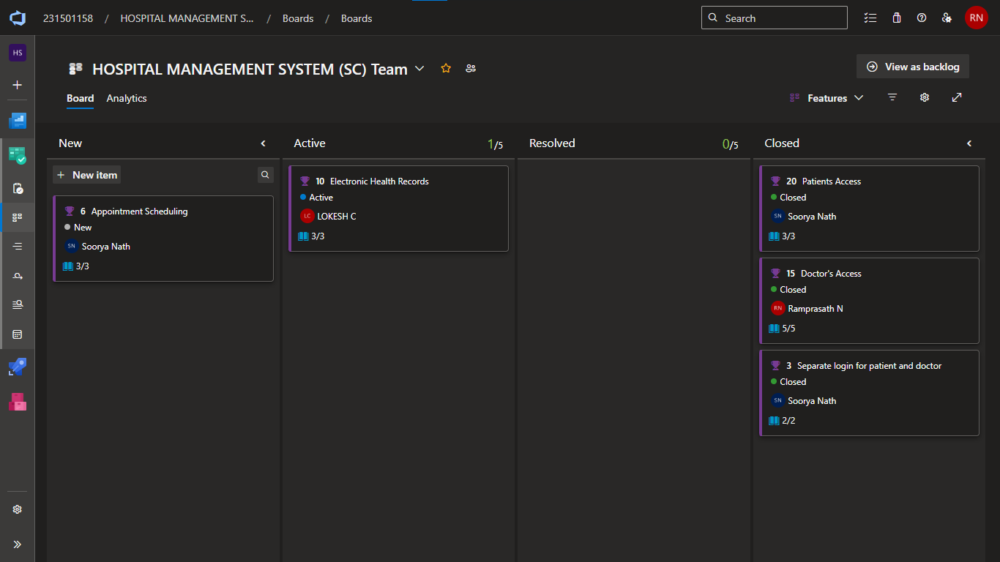 231501158 / HOSPITAL MANAGEMENT S... / Boards / Boards
Search
RN
HS
HOSPITAL MANAGEMENT SYSTEM (SC) Team
View as backlog
Board Analytics
Features
New
New item
6 Appointment Scheduling
New
SN Soorya Nath
3/3
Active 1/5
10 Electronic Health Records
Active
LC LOKESH C
3/3
Resolved 0/5
Closed
20 Patients Access
Closed
SN Soorya Nath
3/3
15 Doctor's Access
Closed
RN Ramprasath N
5/5
3 Separate login for patient and doctor
Closed
SN Soorya Nath
2/2